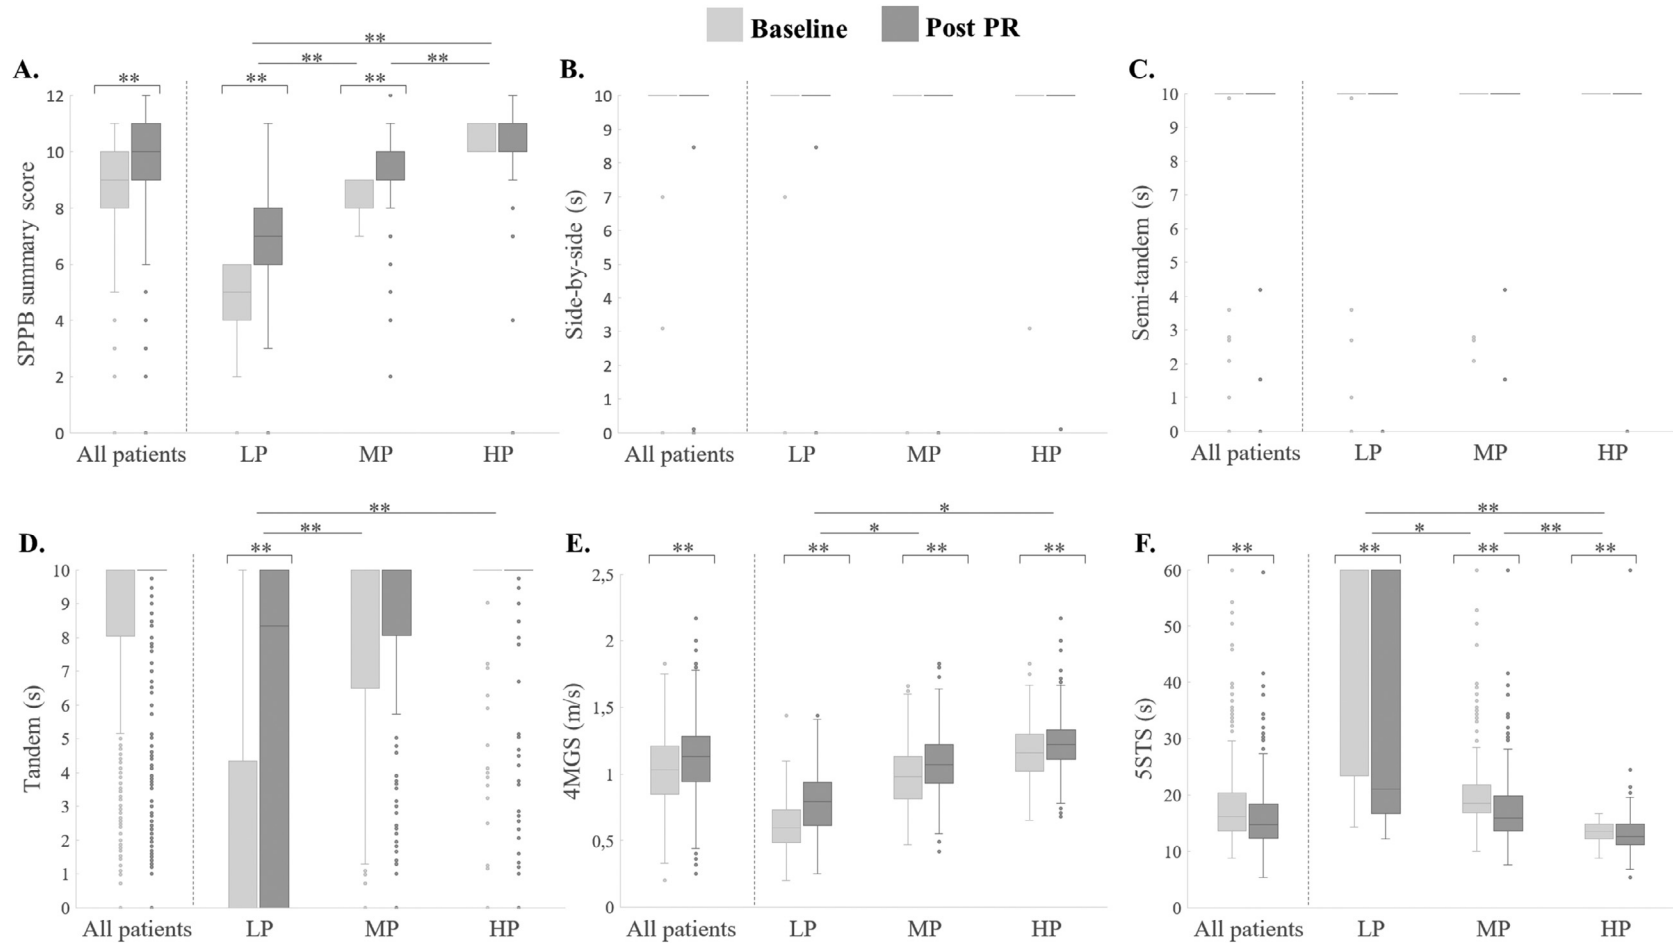 Baseline Post PR
A. ** ** ** ** ** **
SPPB summary score
12
10
8
6
4
2
0
All patients LP MP HP
B.
Side-by-side (s)
10
9
8
7
6
5
4
3
2
1
0
All patients LP MP HP
C.
Semi-tandem (s)
10
9
8
7
6
5
4
3
2
1
0
All patients LP MP HP
D. ** ** **
Tandem (s)
10
9
8
7
6
5
4
3
2
1
0
All patients LP MP HP
E. * * ** ** ** **
4MGS (m/s)
2,5
2
1,5
1
0,5
0
All patients LP MP HP
F. ** * ** ** ** ** **
5STS (s)
60
50
40
30
20
10
0
All patients LP MP HP